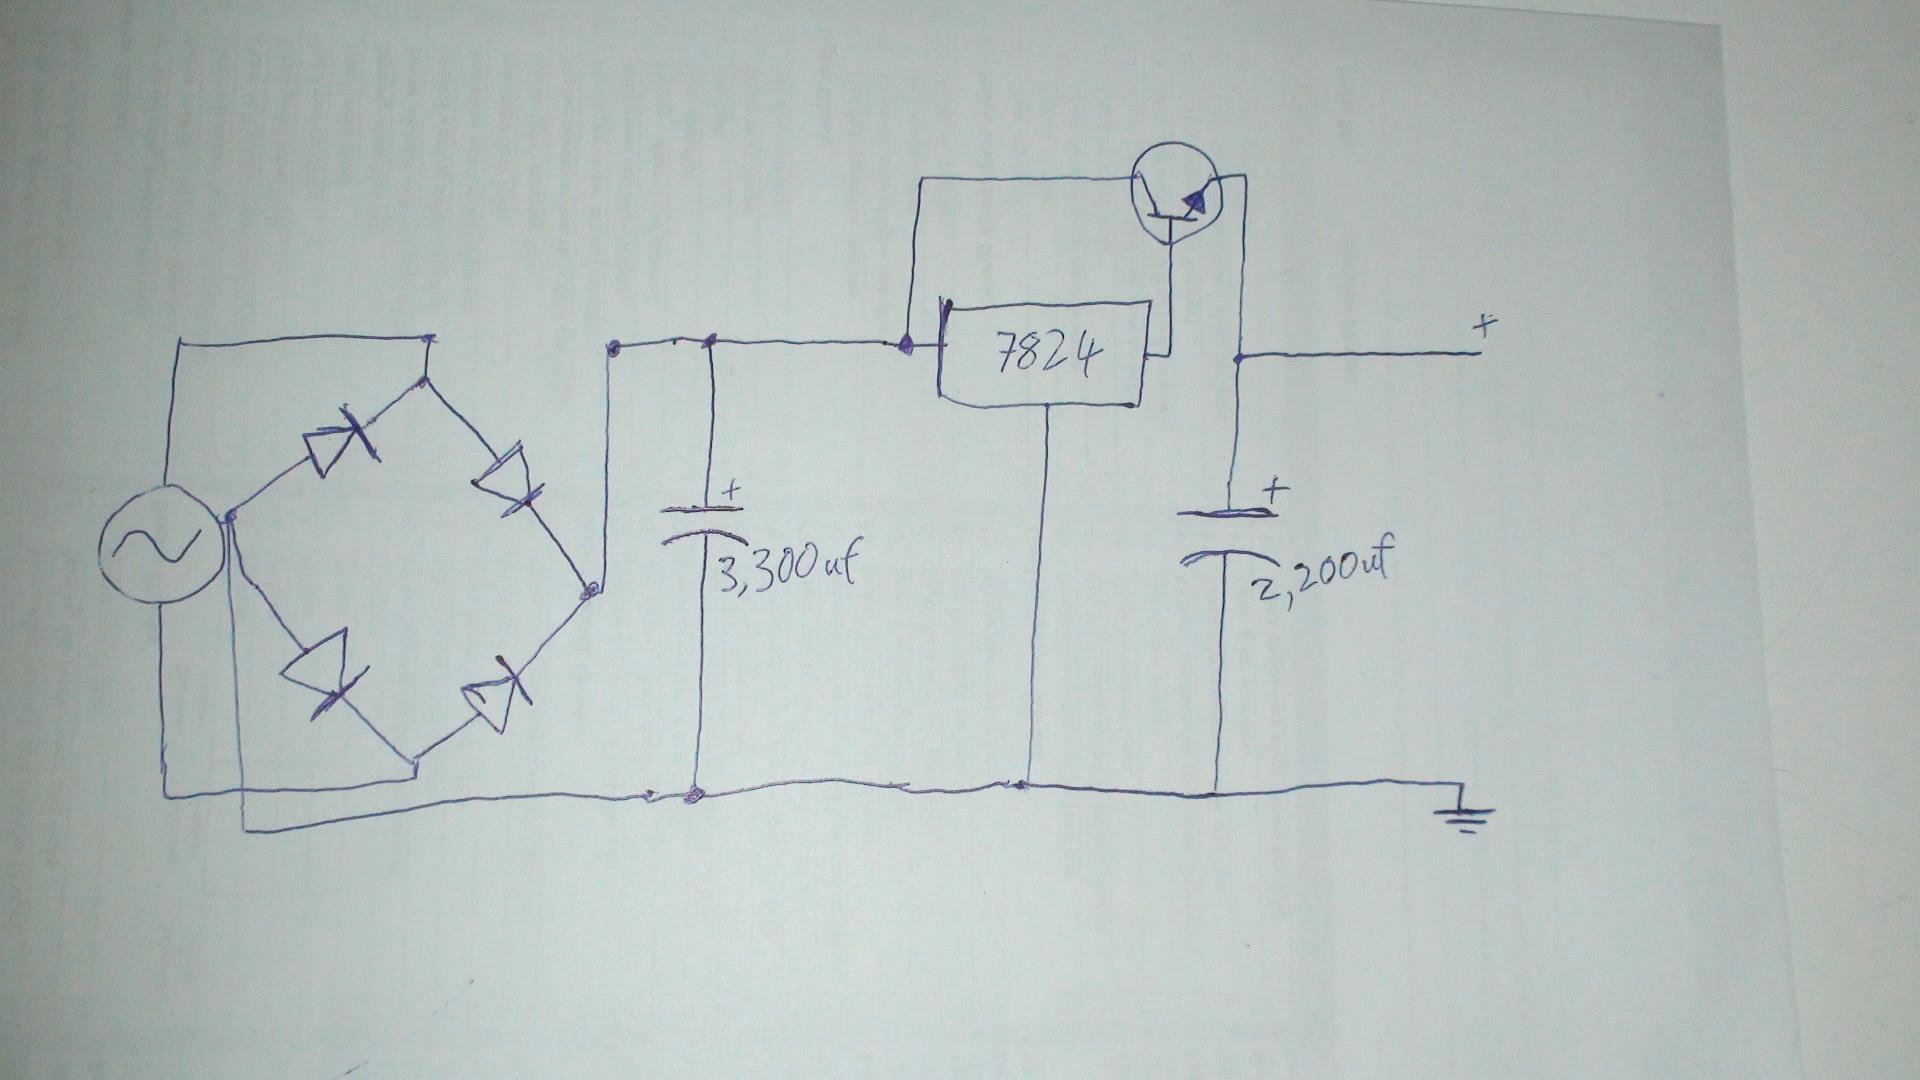 +
7824
+
+
3,300uf
2,200uf